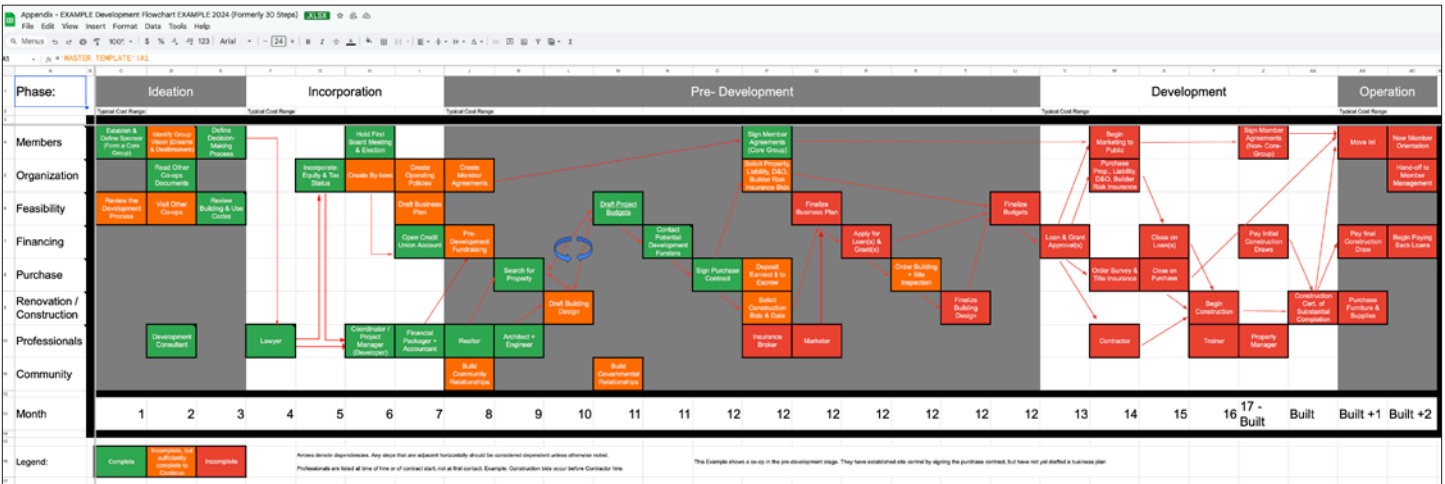 Appendix - EXAMPLE Development Flowchart EXAMPLE 2024 (Formerly 30 Steps) .XLSX
File Edit View Insert Format Data Tools Help
Menus 100% $ % 123 Arial 24
A1 fx ='MASTER TEMPLATE'!A1
Phase: Ideation Incorporation Pre- Development Development Operation
Typical Cost Range: Typical Cost Range: Typical Cost Range: Typical Cost Range: Typical Cost Range:
Members
Establish & Define Sponsor (Form a Core Group)
Identify Group Vision (Dreams & Dealbreakers)
Define Decision-Making Process
Hold First Board Meeting & Election
Sign Member Agreements (Core Group)
Begin Marketing to Public
Sign Member Agreements (Non- Core-Group)
Move In!
New Member Orientation
Organization
Read Other Co-ops Documents
Incorporate: Equity & Tax Status
Create By-laws
Create Operating Policies
Create Member Agreements
Solicit Property, Liability, D&O, Builder Risk Insurance Bids
Purchase Prop., Liability, D&O, Builder Risk Insurance
Hand-off to Member Management
Feasibility
Review the Development Process
Visit Other Co-ops
Review Building & Use Codes
Draft Business Plan
Draft Project Budgets
Finalize Business Plan
Finalize Budgets
Financing
Open Credit Union Account
Pre-Development Fundraising
Contact Potential Development Funders
Apply for Loan(s) & Grant(s)
Loan & Grant Approval(s)
Close on Loan(s)
Pay Initial Construction Draws
Pay final Construction Draw
Begin Paying Back Loans
Purchase
Search for Property
Sign Purchase Contract
Deposit Earnest $ to Escrow
Order Building + Site Inspection
Order Survey & Title Insurance
Close on Purchase
Renovation / Construction
Draft Building Design
Solicit Construction Bids & Date
Finalize Building Design
Begin Construction
Construction Cert. of Substantial Completion
Purchase Furniture & Supplies
Professionals
Development Consultant
Lawyer
Coordinator / Project Manager (Developer)
Financial Packager + Accountant
Realtor
Architect + Engineer
Insurance Broker
Marketer
Contractor
Trainer
Property Manager
Community
Build Community Relationships
Build Governmental Relationships
Month 1 2 3 4 5 6 7 8 9 10 11 11 12 12 12 12 12 12 13 14 15 16 17 - Built Built Built +1 Built +2
Legend: Complete
Incomplete, but sufficiently complete to Continue
Incomplete
Arrows denote dependencies. Any steps that are adjacent horizontally should be considered dependent unless otherwise noted.
Professionals are listed at time of hire or of contract start, not at first contact. Example: Construction bids occur before Contractor hire.
This Example shows a co-op in the pre-development stage. They have established site control by signing the purchase contract, but have not yet drafted a business plan